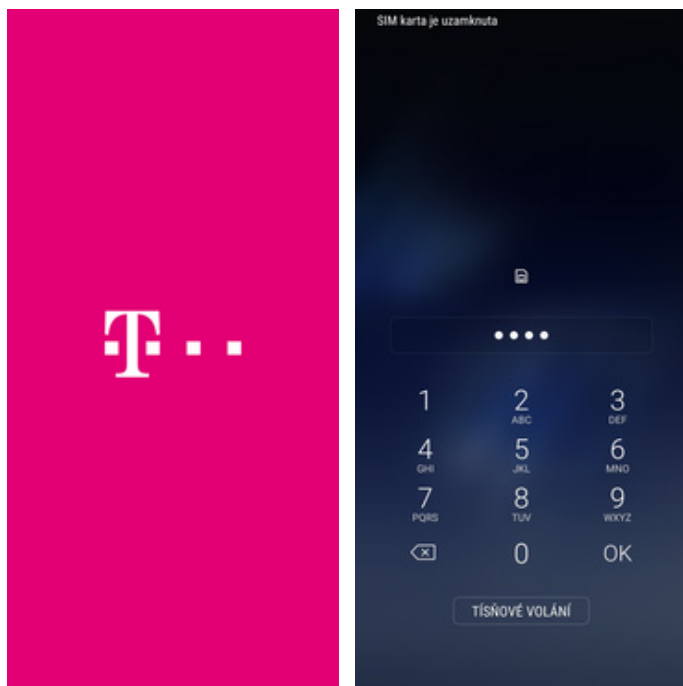 T
SIM karta je uzamknuta
1
2
ABC
3
DEF
4
GHI
5
JKL
6
MNO
7
PQRS
8
TUV
9
WXYZ
0
OK
TÍSŇOVÉ VOLÁNÍ